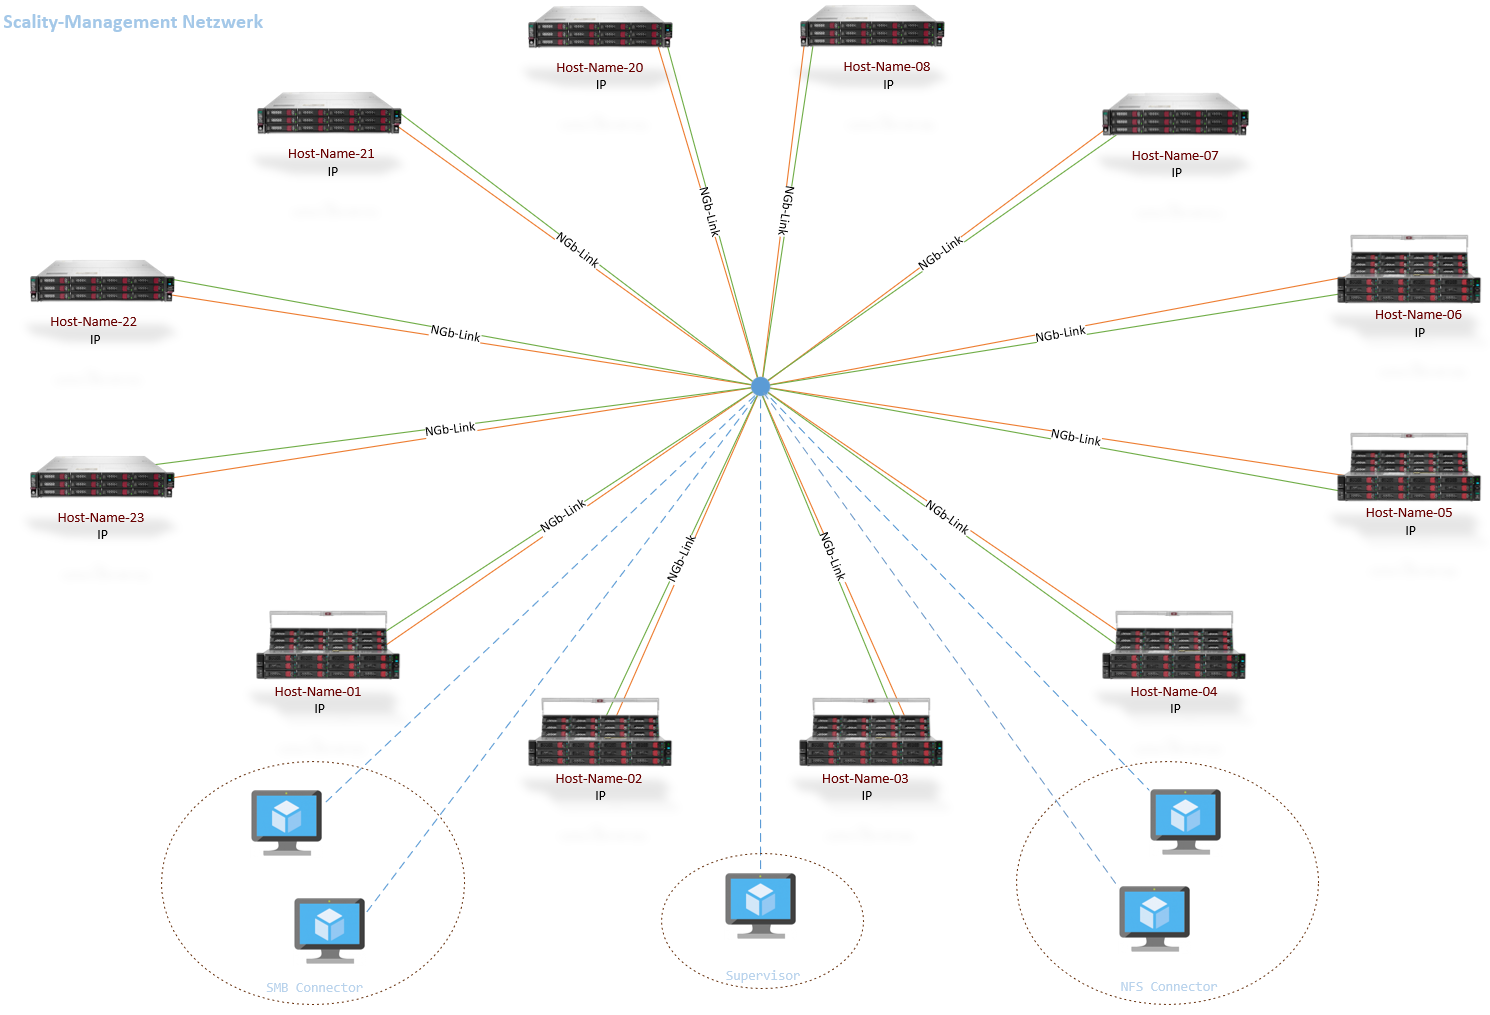 Scality-Management Netzwerk
Host-Name-20
IP
Host-Name-08
IP
Host-Name-21
IP
Host-Name-07
IP
NGb-Link
NGb-Link
NGb-Link
NGb-Link
Host-Name-22
IP
Host-Name-06
IP
NGb-Link
NGb-Link
NGb-Link
NGb-Link
Host-Name-23
IP
Host-Name-05
IP
NGb-Link
NGb-Link
NGb-Link
NGb-Link
Host-Name-01
IP
Host-Name-04
IP
Host-Name-02
IP
Host-Name-03
IP
SMB Connector
Supervisor
NFS Connector